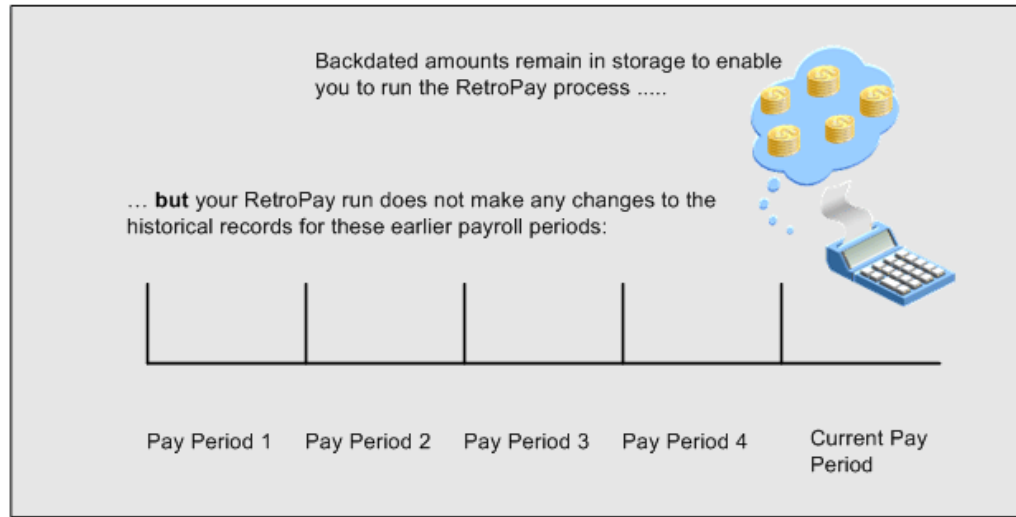 Backdated amounts remain in storage to enable
you to run the RetroPay process .....
... but your RetroPay run does not make any changes to the
historical records for these earlier payroll periods:
Pay Period 1
Pay Period 2
Pay Period 3
Pay Period 4
Current Pay
Period